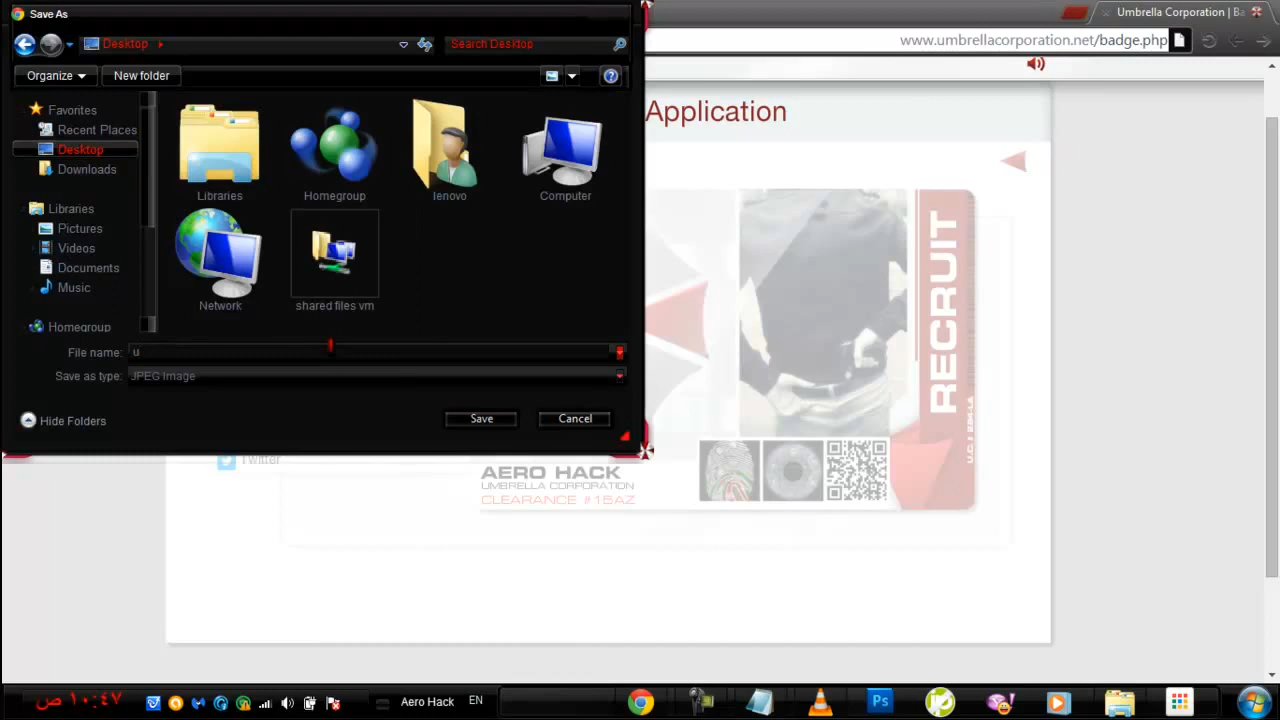 Save As
Umbrella Corporation | Ba
Desktop
Search Desktop
www.umbrellacorporation.net/badge.php
Organize
New folder
Favorites
Recent Places
Desktop
Downloads
Libraries
Pictures
Videos
Documents
Music
Homegroup
Libraries
Homegroup
lenovo
Computer
Network
shared files vm
File name:
u
Save as type:
JPEG Image
Hide Folders
Save
Cancel
Application
RECRUIT
Twitter
AERO HACK
UMBRELLA CORPORATION
CLEARANCE #15AZ
١٠:٤٧ ص
Aero Hack
EN
Ps